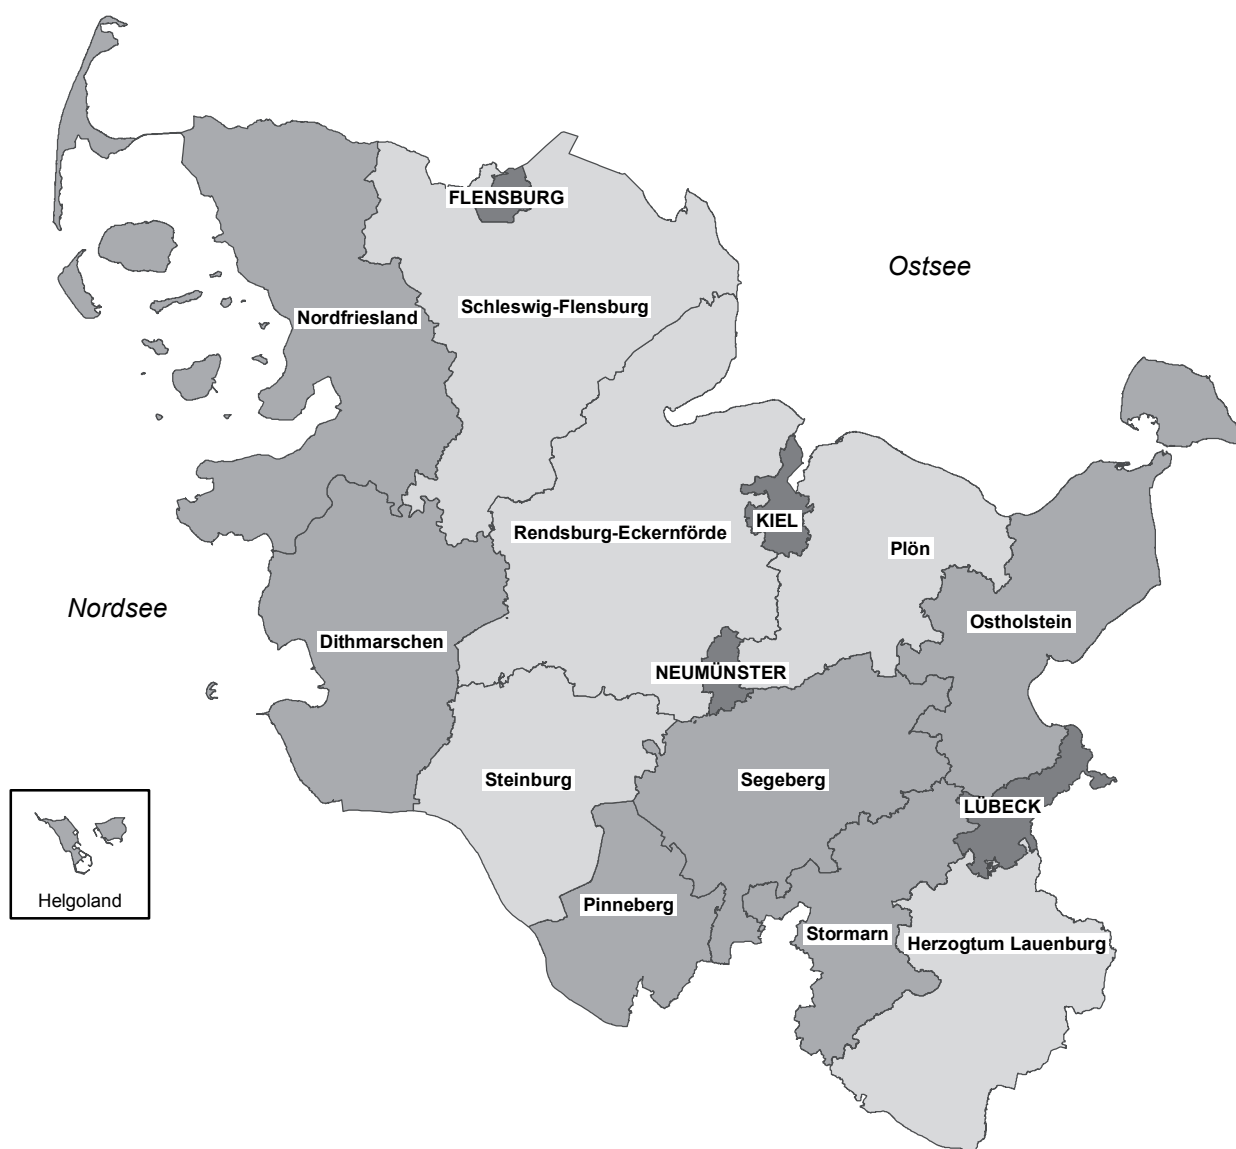 FLENSBURG
Ostsee
Schleswig-Flensburg
Nordfriesland
KIEL
Rendsburg-Eckernförde
Plön
Nordsee
Ostholstein
Dithmarschen
NEUMÜNSTER
Steinburg
Segeberg
LÜBECK
Helgoland
Pinneberg
Stormarn
Herzogtum Lauenburg